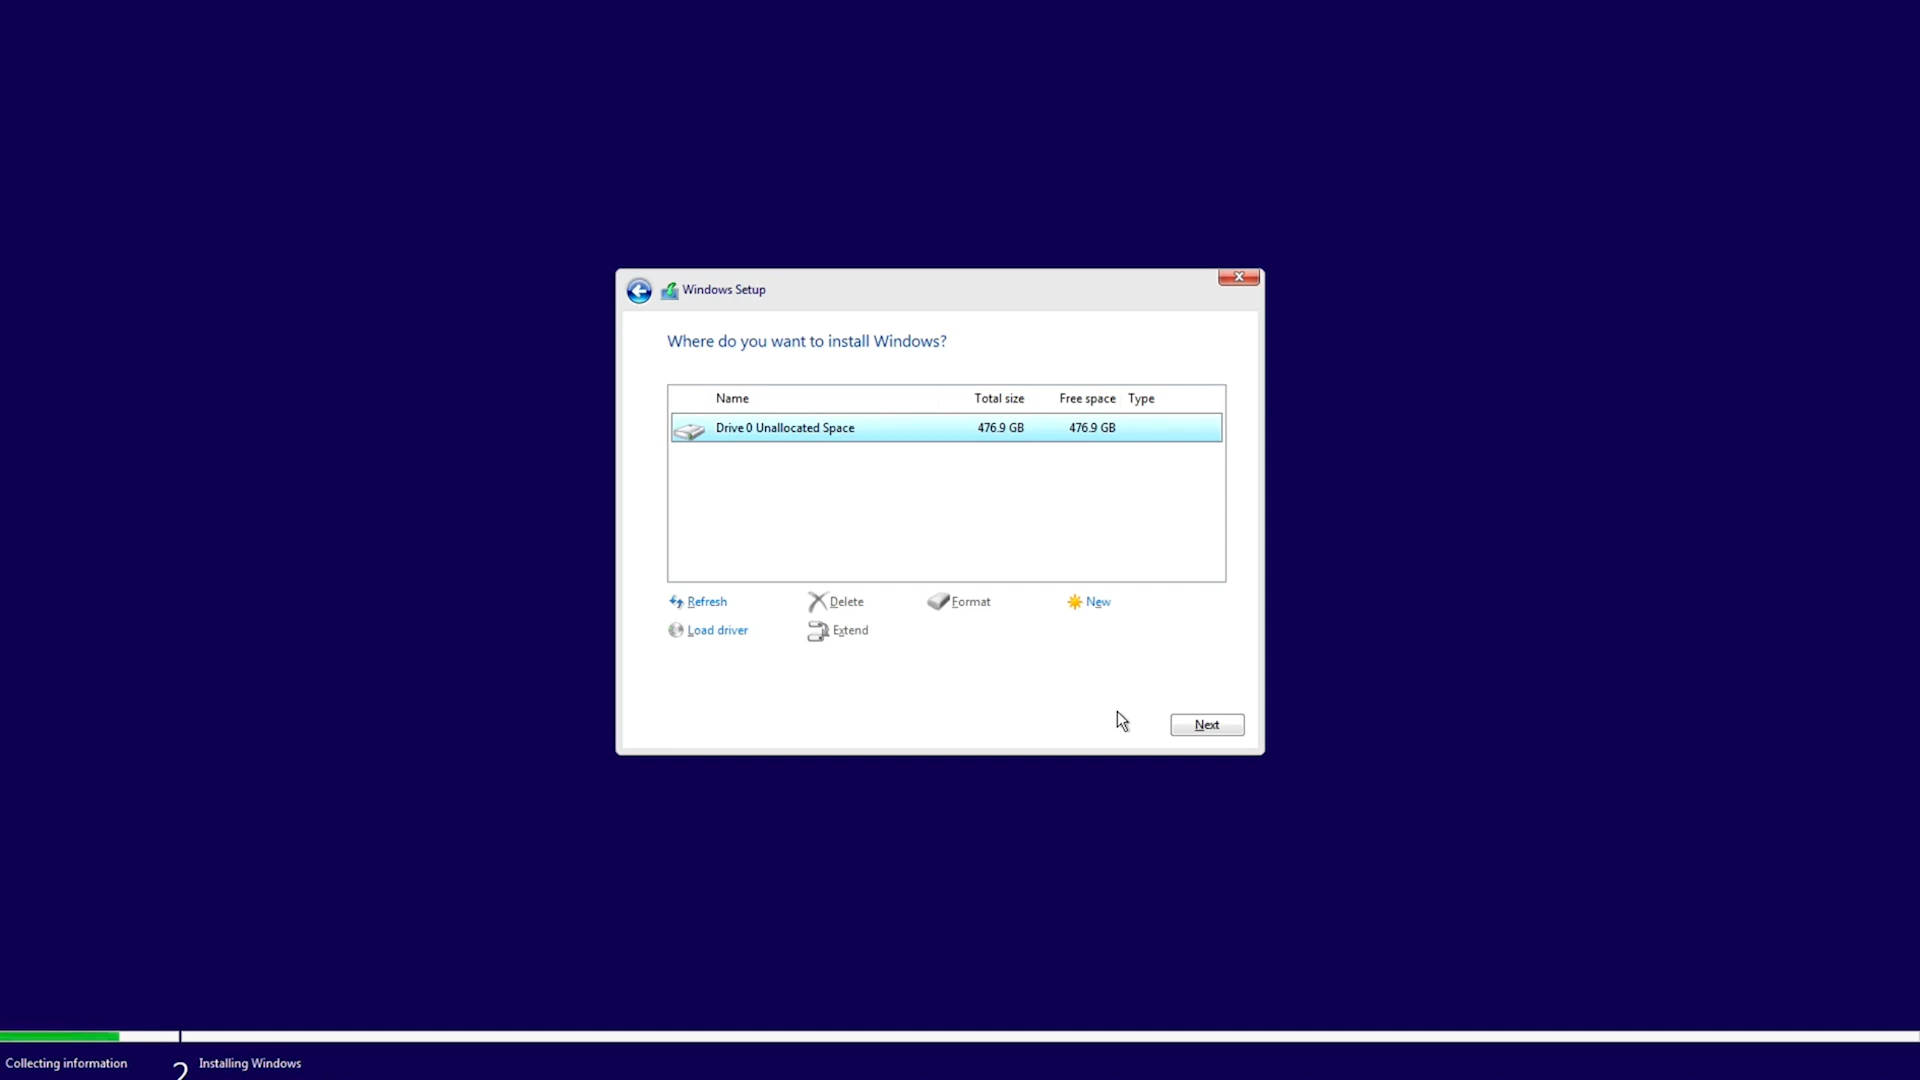 Windows Setup
Where do you want to install Windows?
Name Total size Free space Type
Drive 0 Unallocated Space 476.9 GB 476.9 GB
Refresh Delete Format New
Load driver Extend
Next
Collecting information 2 Installing Windows